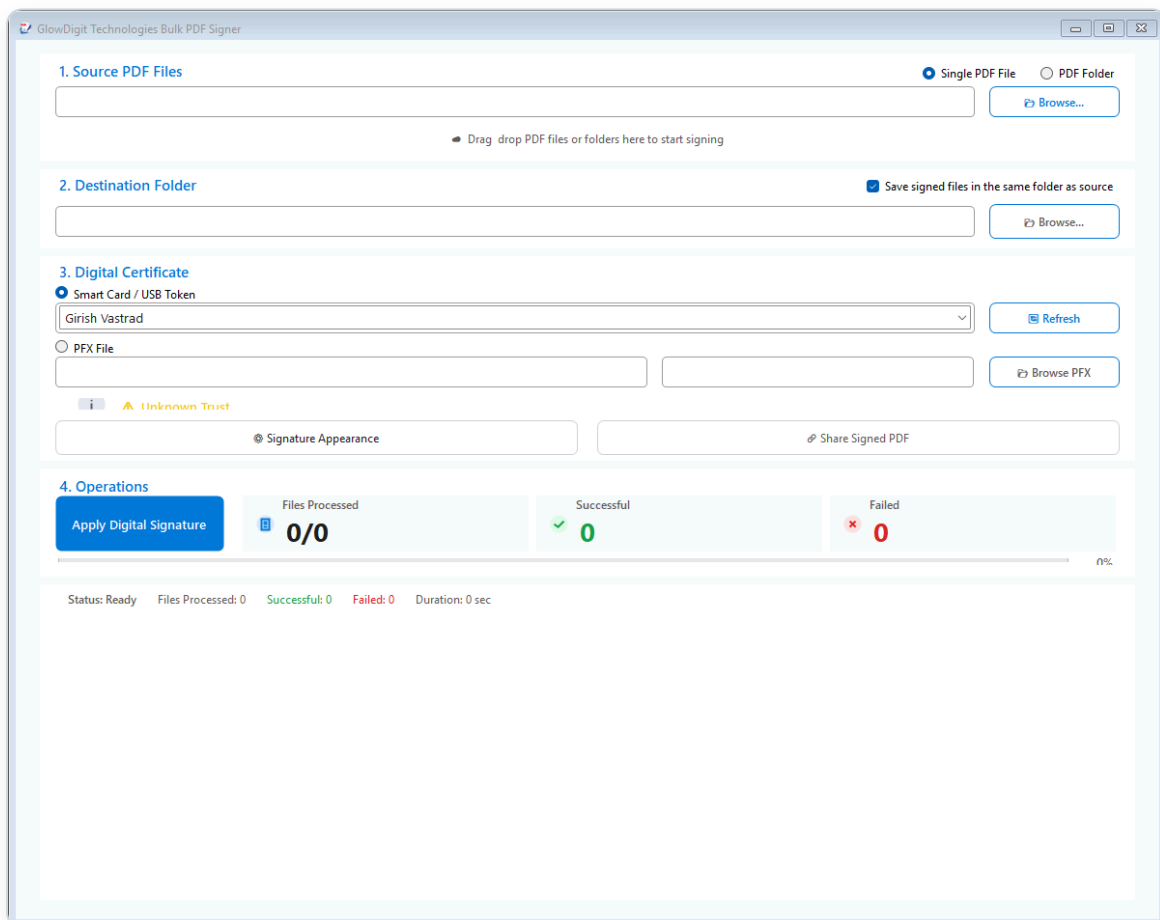 GlowDigit Technologies Bulk PDF Signer
1. Source PDF Files
Single PDF File PDF Folder
Browse...
Drag drop PDF files or folders here to start signing
2. Destination Folder
Save signed files in the same folder as source
Browse...
3. Digital Certificate
Smart Card / USB Token
Girish Vastrad
Refresh
PFX File
Browse PFX
i Unknown Trust
Signature Appearance Share Signed PDF
4. Operations
Apply Digital Signature
Files Processed
0/0
Successful
0
Failed
0
0%
Status: Ready Files Processed: 0 Successful: 0 Failed: 0 Duration: 0 sec